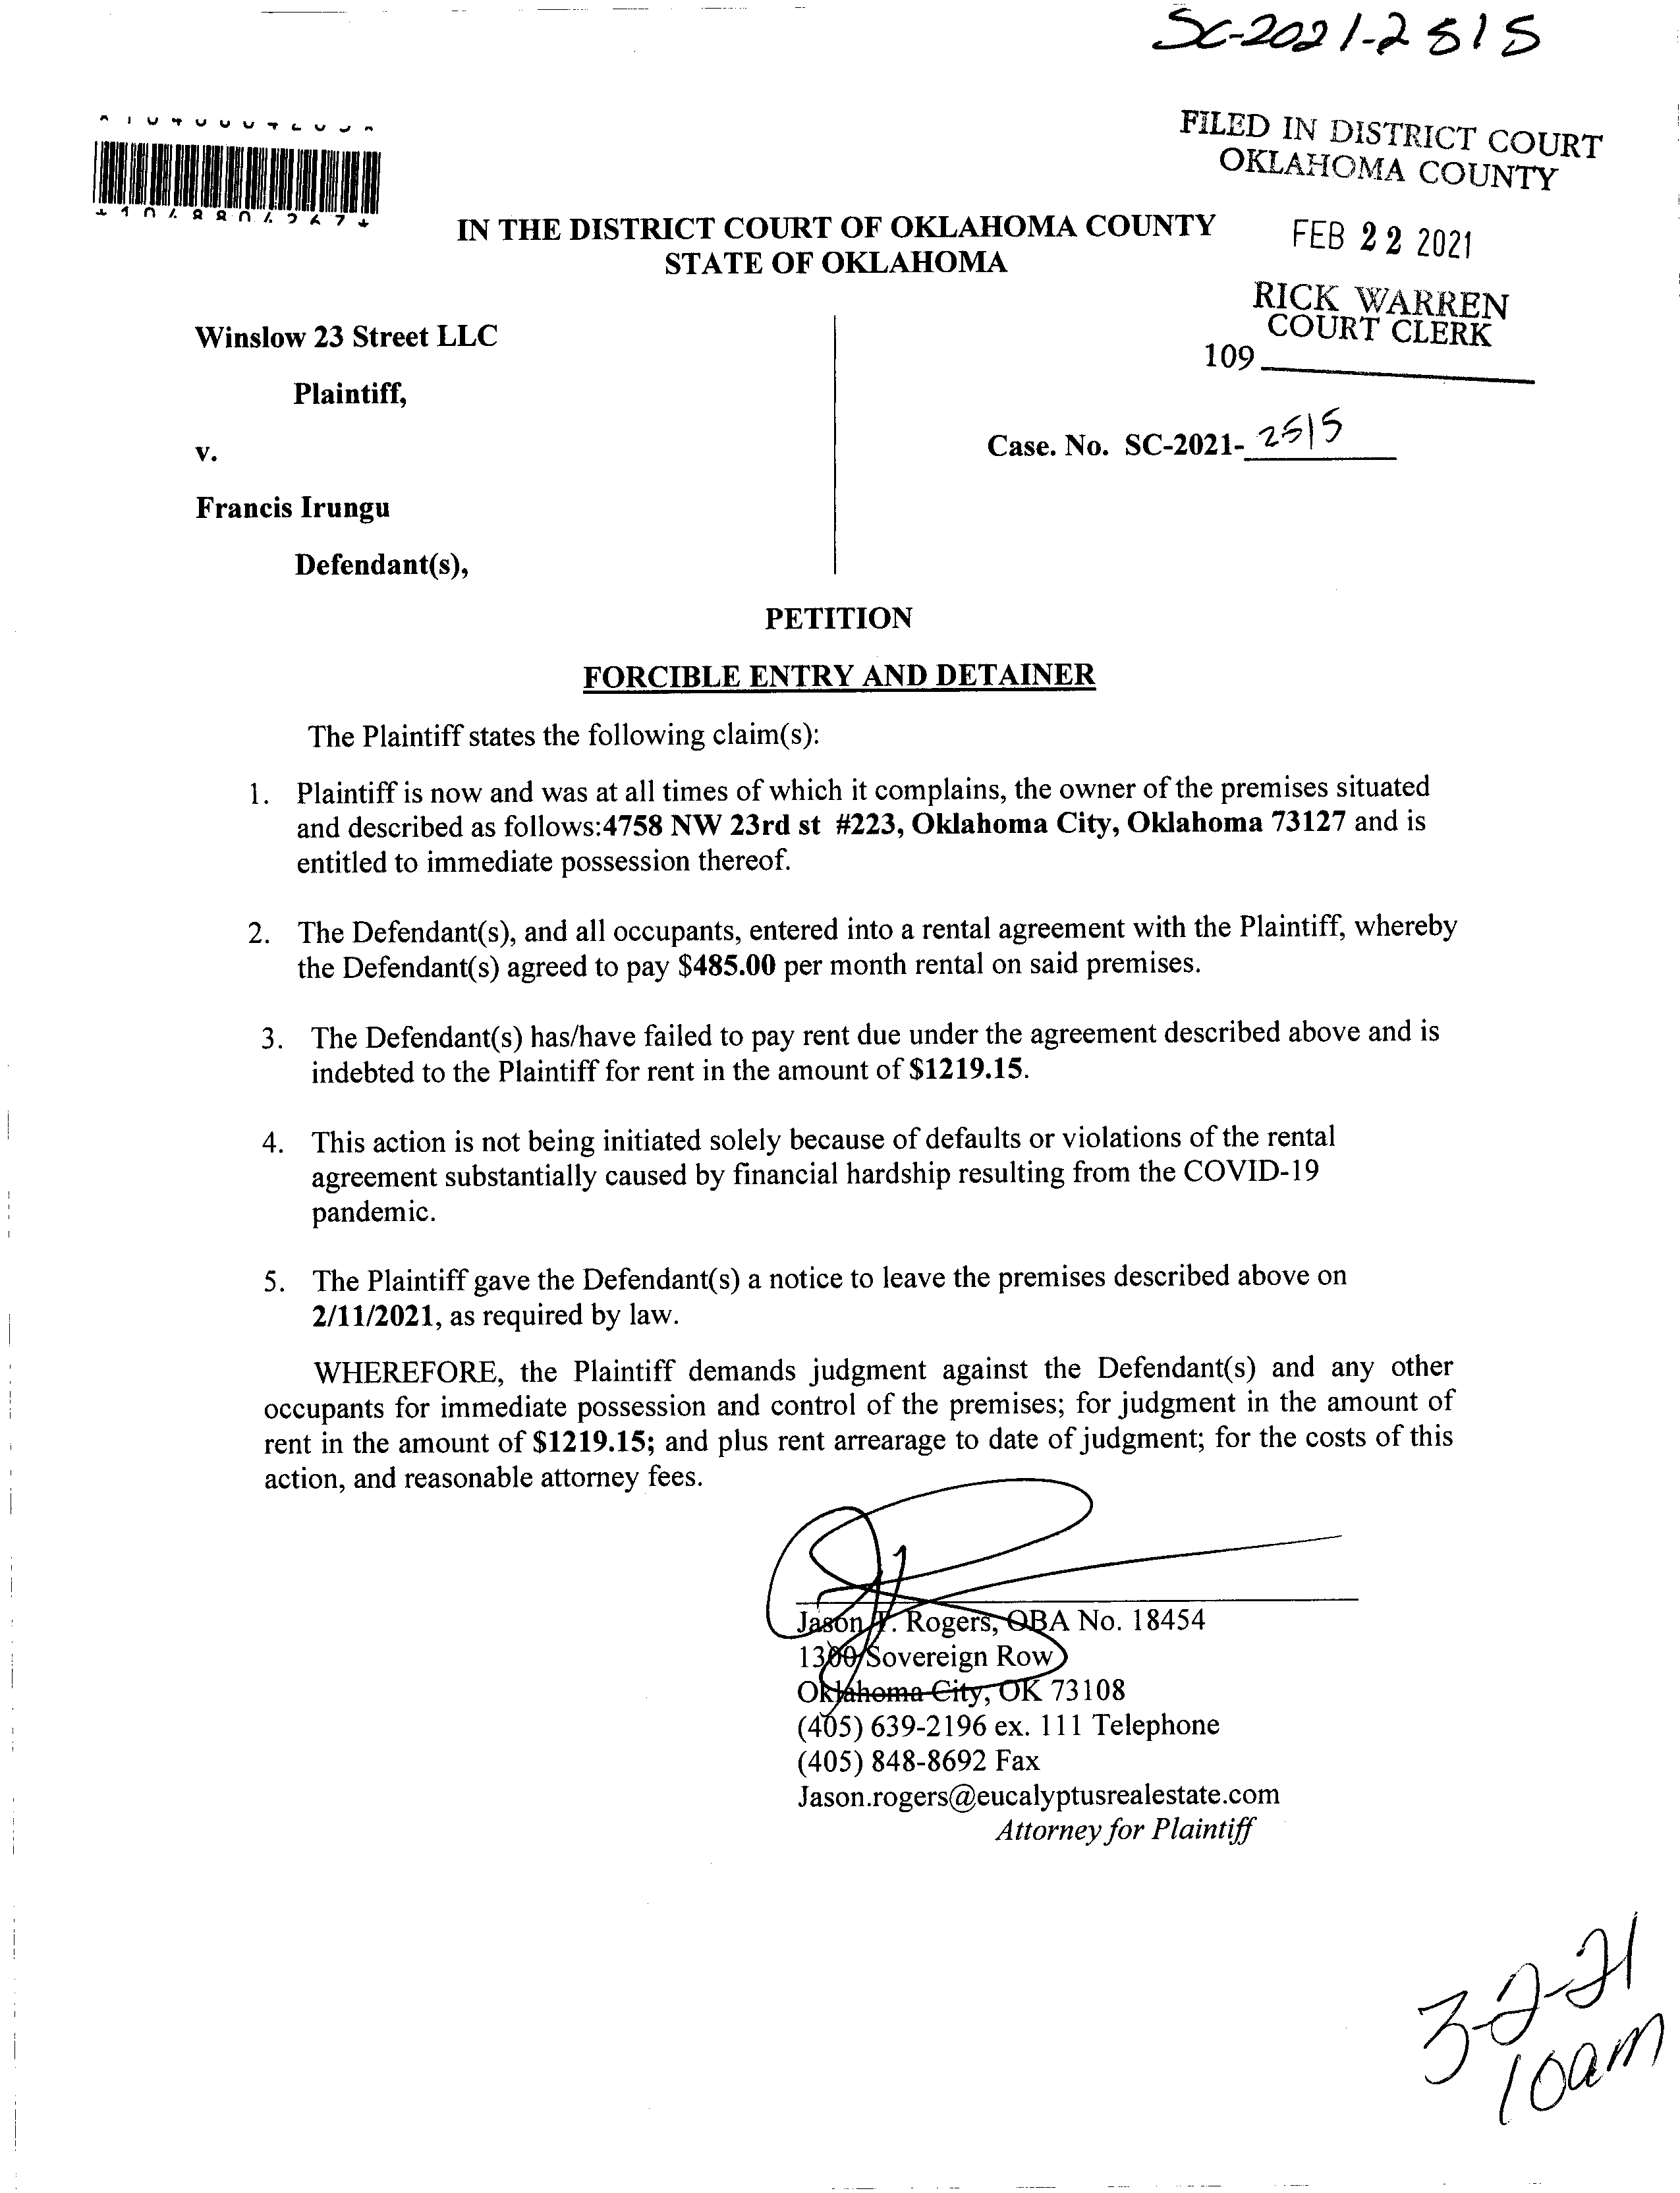 SC-2021-2515
FILED IN DISTRICT COURT
OKLAHOMA COUNTY
IN THE DISTRICT COURT OF OKLAHOMA COUNTY
STATE OF OKLAHOMA
FEB 22 2021
RICK WARREN
COURT CLERK
109
Winslow 23 Street LLC
Plaintiff,
v.
Case. No. SC-2021- 2515
Francis Irungu
Defendant(s),
PETITION
FORCIBLE ENTRY AND DETAINER
The Plaintiff states the following claim(s):
1. Plaintiff is now and was at all times of which it complains, the owner of the premises situated
and described as follows:4758 NW 23rd st #223, Oklahoma City, Oklahoma 73127 and is
entitled to immediate possession thereof.
2. The Defendant(s), and all occupants, entered into a rental agreement with the Plaintiff, whereby
the Defendant(s) agreed to pay $485.00 per month rental on said premises.
3. The Defendant(s) has/have failed to pay rent due under the agreement described above and is
indebted to the Plaintiff for rent in the amount of $1219.15.
4. This action is not being initiated solely because of defaults or violations of the rental
agreement substantially caused by financial hardship resulting from the COVID-19
pandemic.
5. The Plaintiff gave the Defendant(s) a notice to leave the premises described above on
2/11/2021, as required by law.
WHEREFORE, the Plaintiff demands judgment against the Defendant(s) and any other
occupants for immediate possession and control of the premises; for judgment in the amount of
rent in the amount of $1219.15; and plus rent arrearage to date of judgment; for the costs of this
action, and reasonable attorney fees.
Jason T. Rogers, OBA No. 18454
1300 Sovereign Row
Oklahoma City, OK 73108
(405) 639-2196 ex. 111 Telephone
(405) 848-8692 Fax
Jason.rogers@eucalyptusrealestate.com
Attorney for Plaintiff
3-2-21
10am